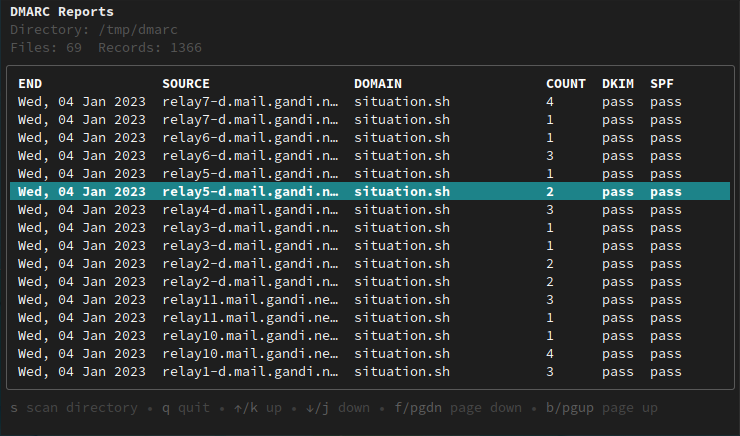 DMARC Reports
Directory: /tmp/dmarc
Files: 69  Records: 1366
END SOURCE DOMAIN COUNT DKIM SPF
Wed, 04 Jan 2023 relay7-d.mail.gandi.n… situation.sh 4 pass pass
Wed, 04 Jan 2023 relay7-d.mail.gandi.n… situation.sh 1 pass pass
Wed, 04 Jan 2023 relay6-d.mail.gandi.n… situation.sh 1 pass pass
Wed, 04 Jan 2023 relay6-d.mail.gandi.n… situation.sh 3 pass pass
Wed, 04 Jan 2023 relay5-d.mail.gandi.n… situation.sh 1 pass pass
Wed, 04 Jan 2023 relay5-d.mail.gandi.n… situation.sh 2 pass pass
Wed, 04 Jan 2023 relay4-d.mail.gandi.n… situation.sh 3 pass pass
Wed, 04 Jan 2023 relay3-d.mail.gandi.n… situation.sh 1 pass pass
Wed, 04 Jan 2023 relay3-d.mail.gandi.n… situation.sh 1 pass pass
Wed, 04 Jan 2023 relay2-d.mail.gandi.n… situation.sh 2 pass pass
Wed, 04 Jan 2023 relay2-d.mail.gandi.n… situation.sh 2 pass pass
Wed, 04 Jan 2023 relay11.mail.gandi.ne… situation.sh 3 pass pass
Wed, 04 Jan 2023 relay11.mail.gandi.ne… situation.sh 1 pass pass
Wed, 04 Jan 2023 relay10.mail.gandi.ne… situation.sh 1 pass pass
Wed, 04 Jan 2023 relay10.mail.gandi.ne… situation.sh 4 pass pass
Wed, 04 Jan 2023 relay1-d.mail.gandi.n… situation.sh 3 pass pass
s scan directory • q quit • ↑/k up • ↓/j down • f/pgdn page down • b/pgup page up